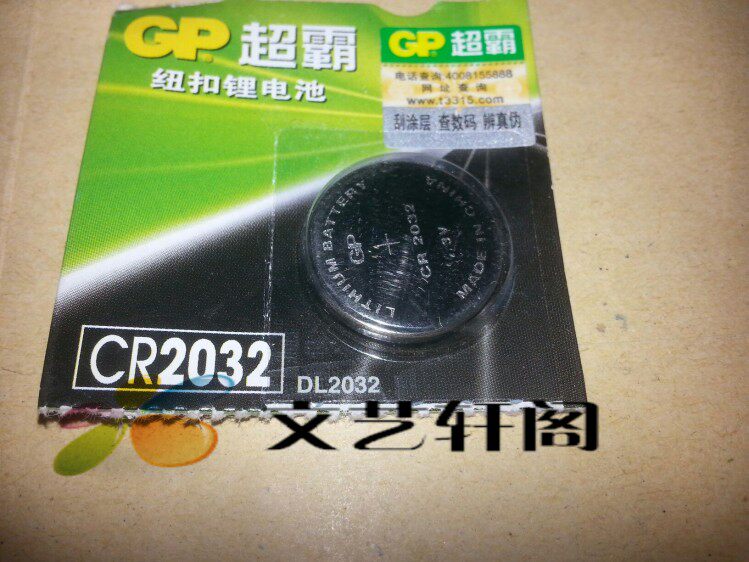 GP 超霸
纽扣锂电池
GP 超霸
电话查询 4008155888
网址查询
www.t3315.com
刮涂层 查数码 辨真伪
LITHIUM BATTERY
GP
+
CR 2032
3V
MADE IN CHINA
CR2032
DL2032
文艺轩阁